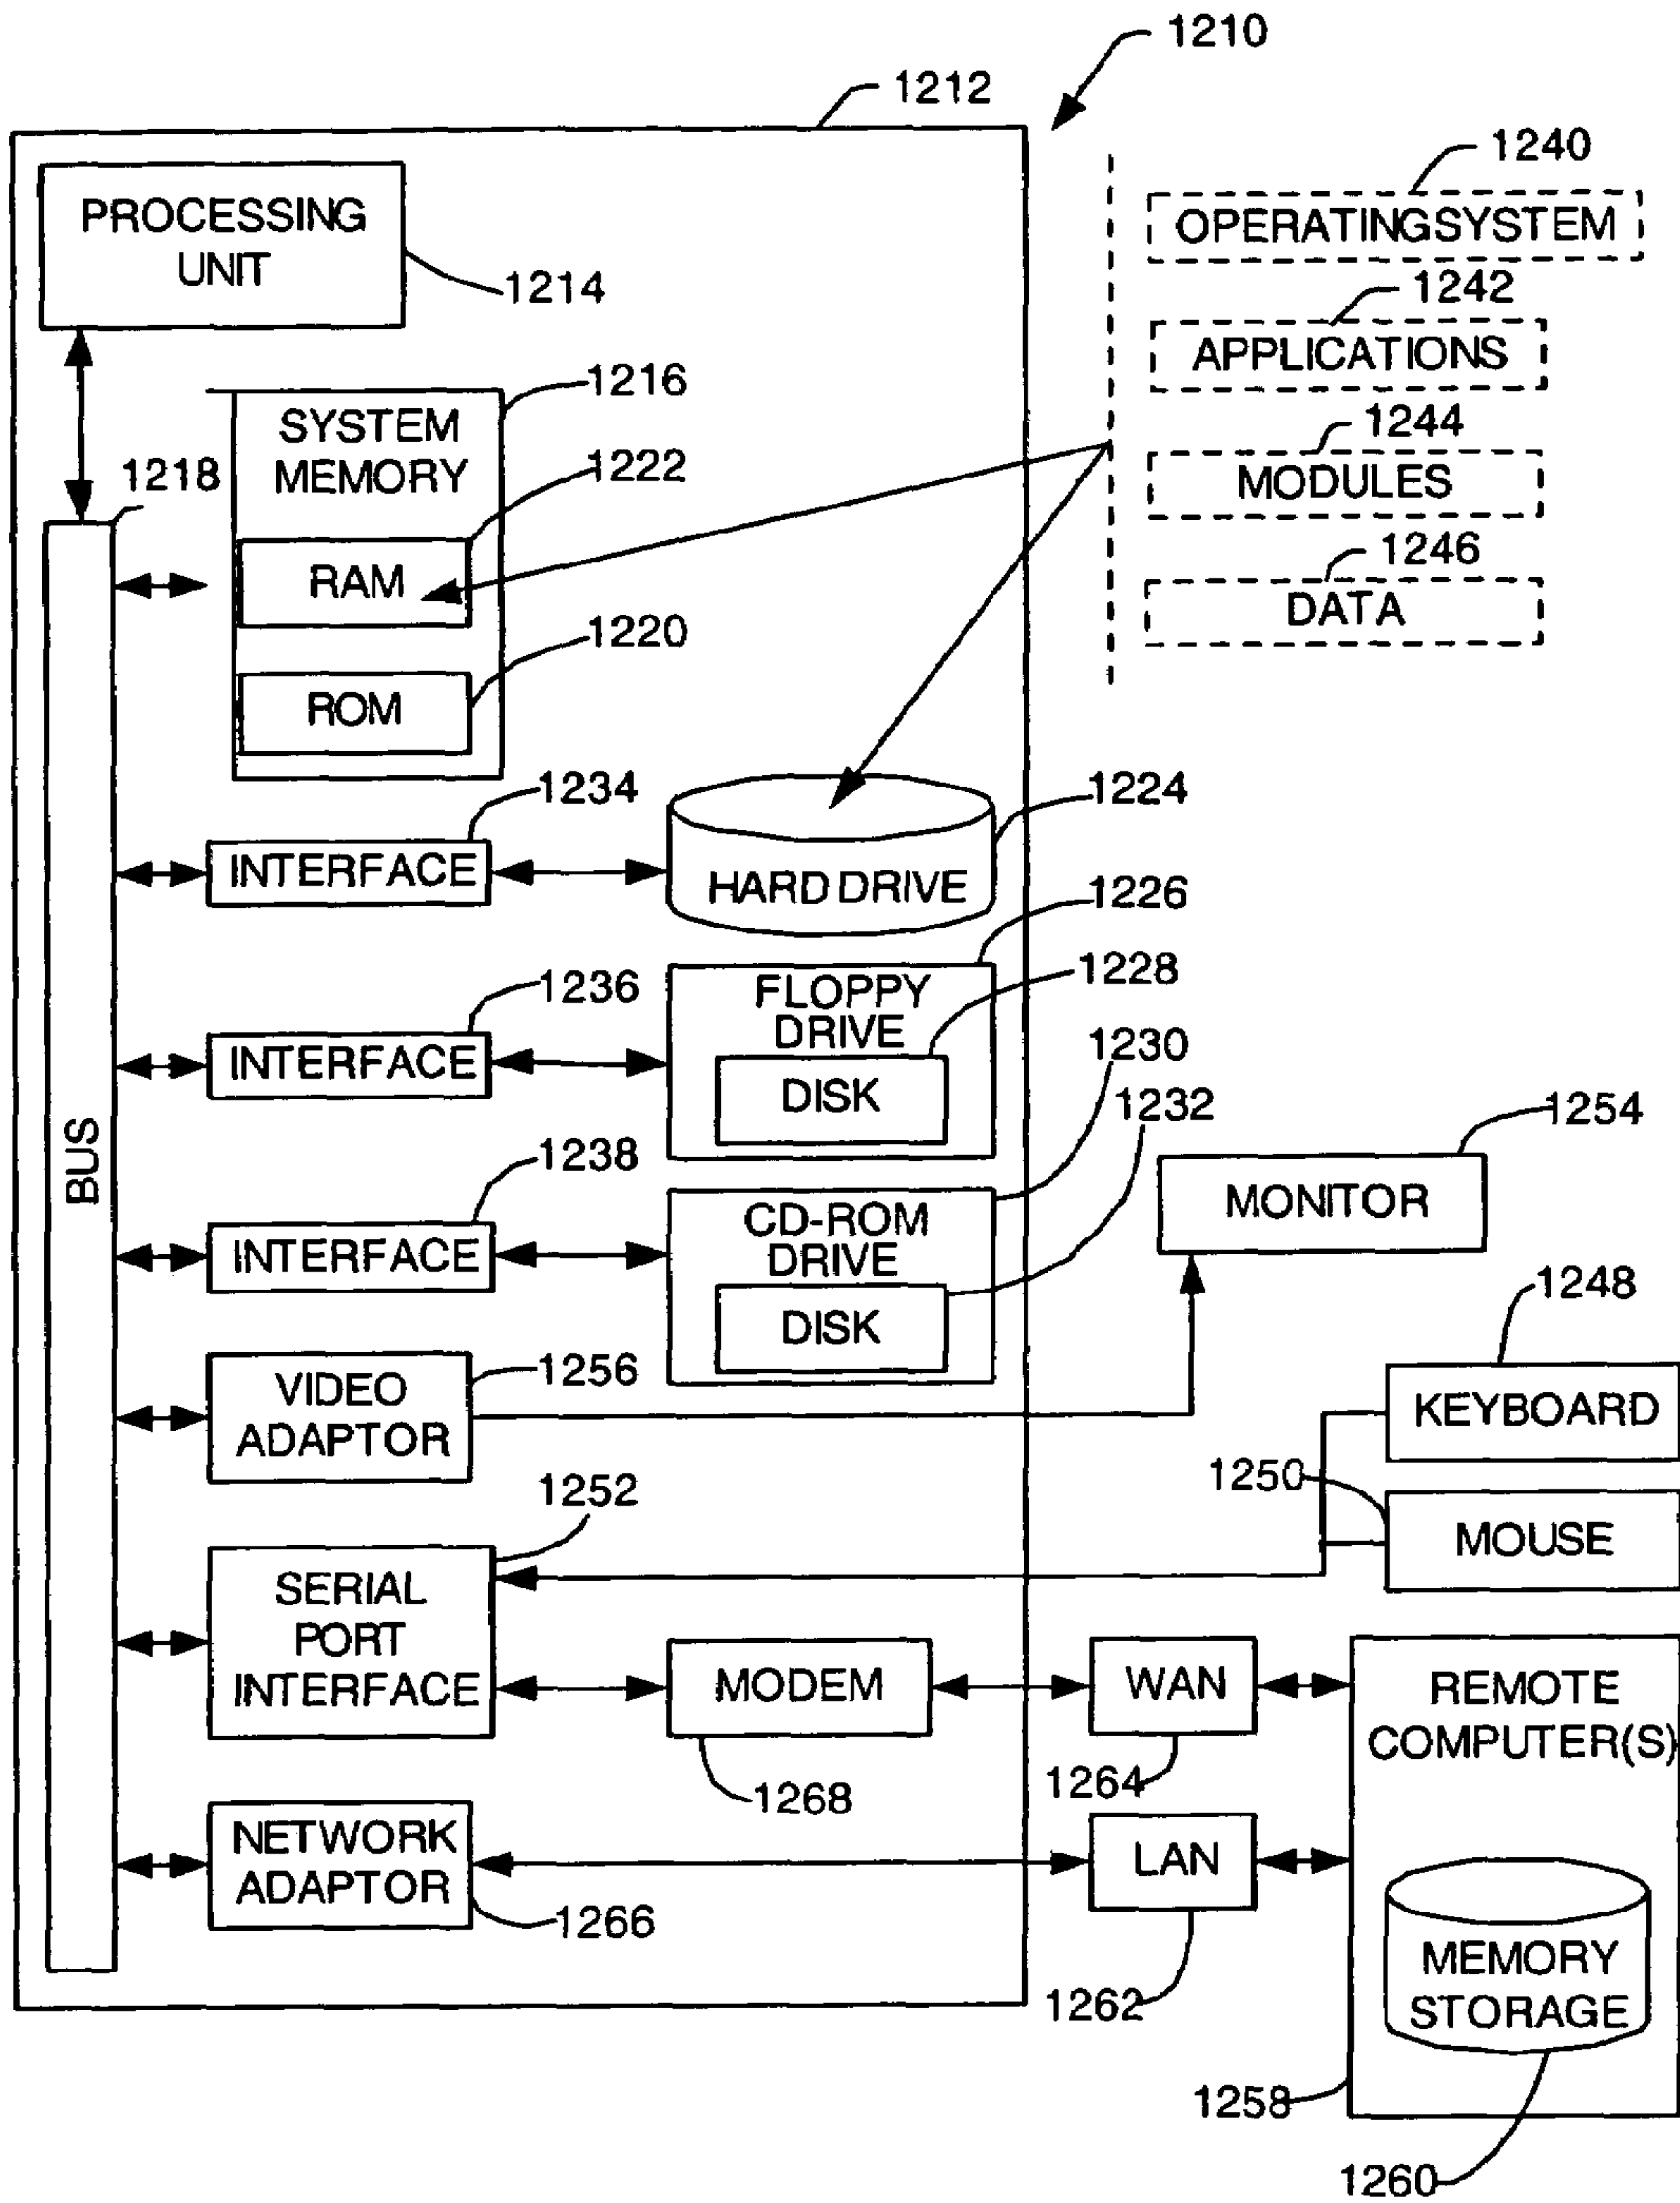 1210
1212
PROCESSING
UNIT
1214
1240
OPERATINGSYSTEM
1242
APPLICATIONS
1244
MODULES
1246
DATA
1216
SYSTEM
MEMORY
1218
1222
RAM
1220
ROM
1234
INTERFACE
1224
HARD DRIVE
1226
1236
INTERFACE
FLOPPY
DRIVE
1228
DISK
1230
1232
1238
INTERFACE
CD-ROM
DRIVE
DISK
BUS
1254
MONITOR
1248
KEYBOARD
1250
MOUSE
1256
VIDEO
ADAPTOR
1252
SERIAL
PORT
INTERFACE
MODEM
1268
WAN
1264
REMOTE
COMPUTER(S)
NETWORK
ADAPTOR
1266
LAN
1262
MEMORY
STORAGE
1258
1260